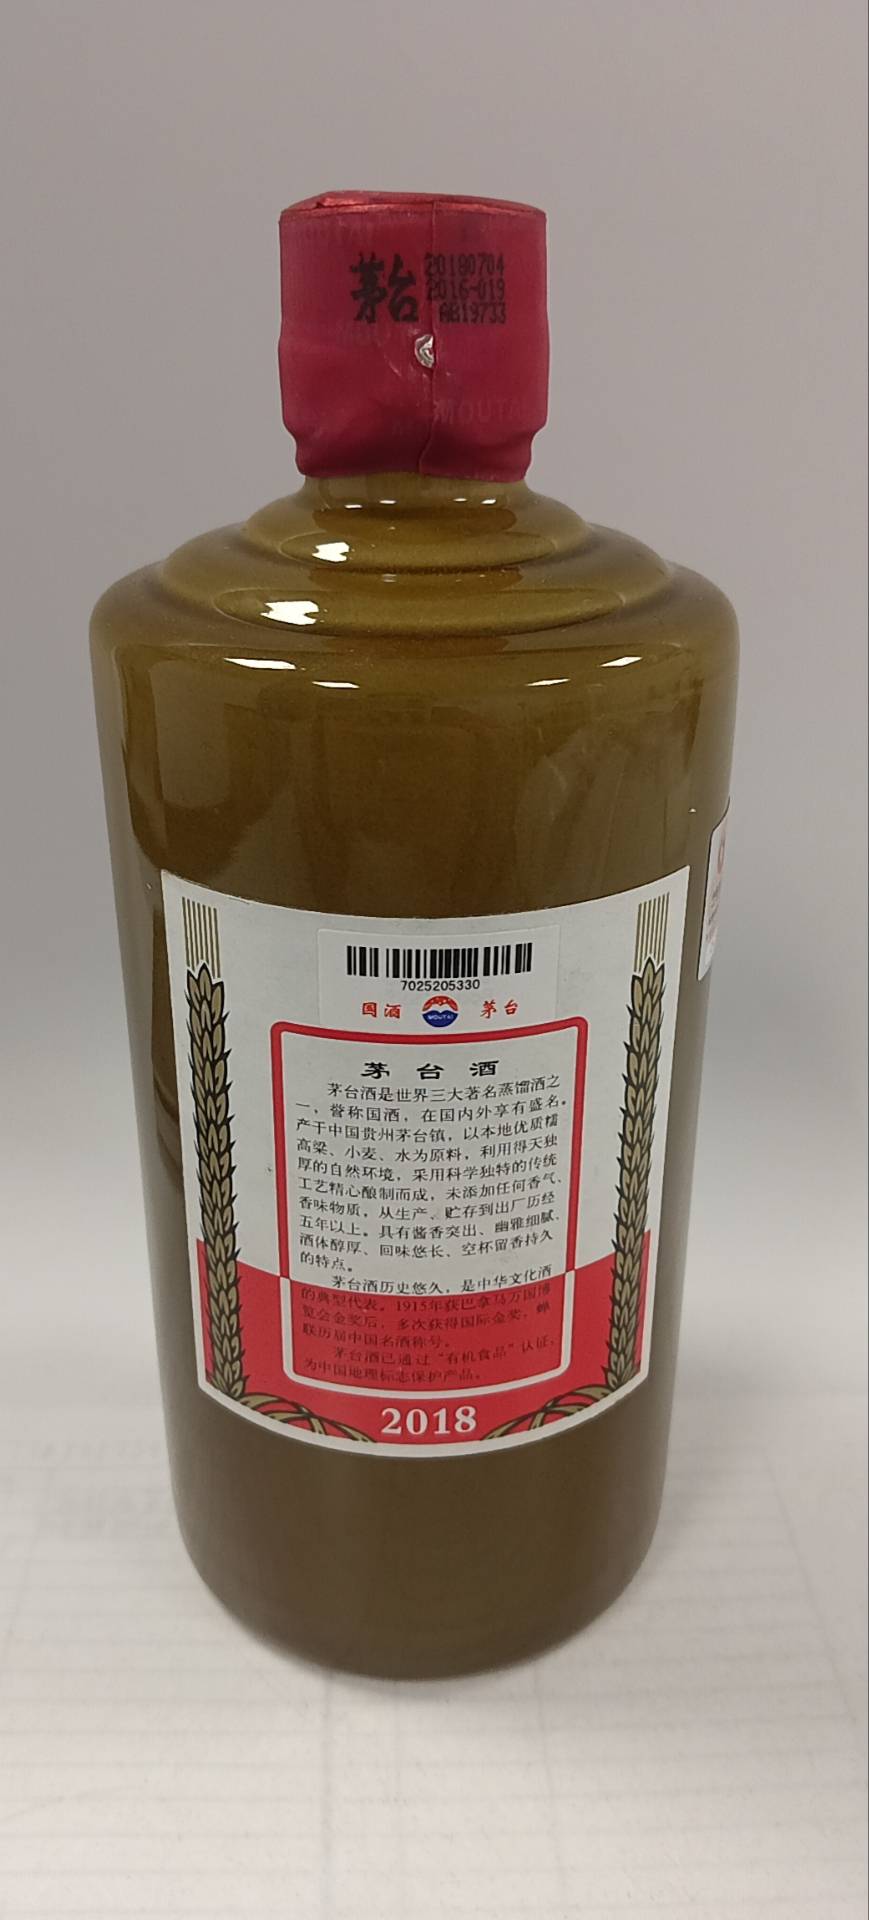 茅台
20180704
2016-019
AB19733
MOUTAI
7025205330
国酒 MOUTAI 茅台
茅台酒
茅台酒是世界三大著名蒸馏酒之
一，誉称国酒，在国内外享有盛名。
产于中国贵州茅台镇，以本地优质糯
高粱、小麦、水为原料，利用得天独
厚的自然环境，采用科学独特的传统
工艺精心酿制而成，未添加任何香气、
香味物质，从生产、贮存到出厂历经
五年以上。具有酱香突出、幽雅细腻、
酒体醇厚、回味悠长、空杯留香持久
的特点。
茅台酒历史悠久，是中华文化酒
的典型代表。1915年获巴拿马万国博
览会金奖后，多次获得国际金奖，蝉
联历届中国名酒称号。
茅台酒已通过“有机食品”认证，
为中国地理标志保护产品。
2018